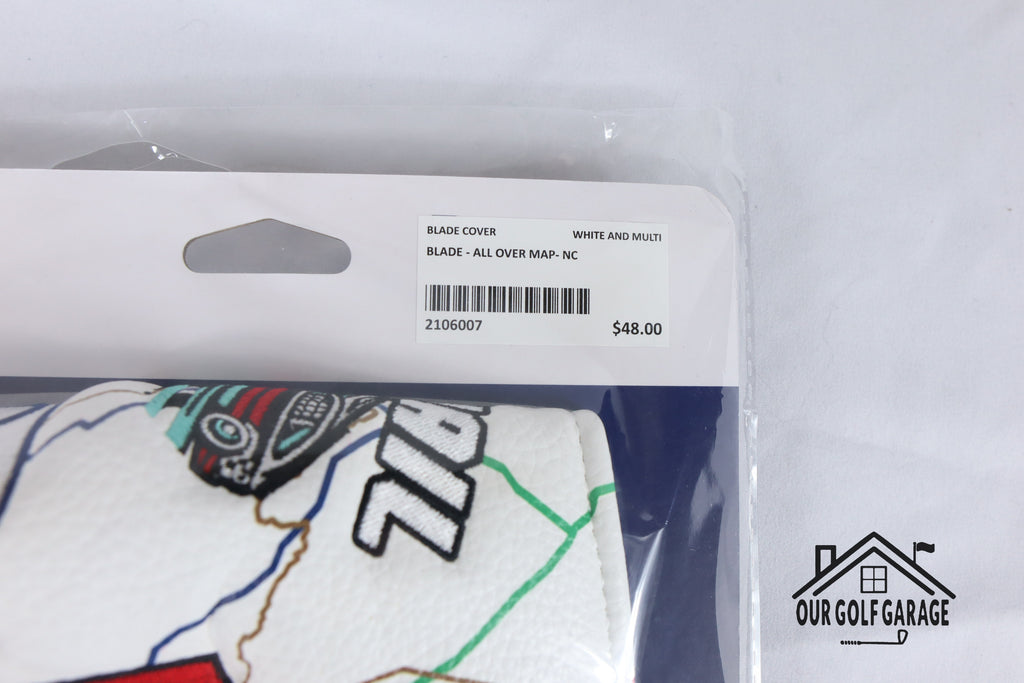 BLADE COVER WHITE AND MULTI
BLADE - ALL OVER MAP- NC
2106007
$48.00
OUR GOLF GARAGE